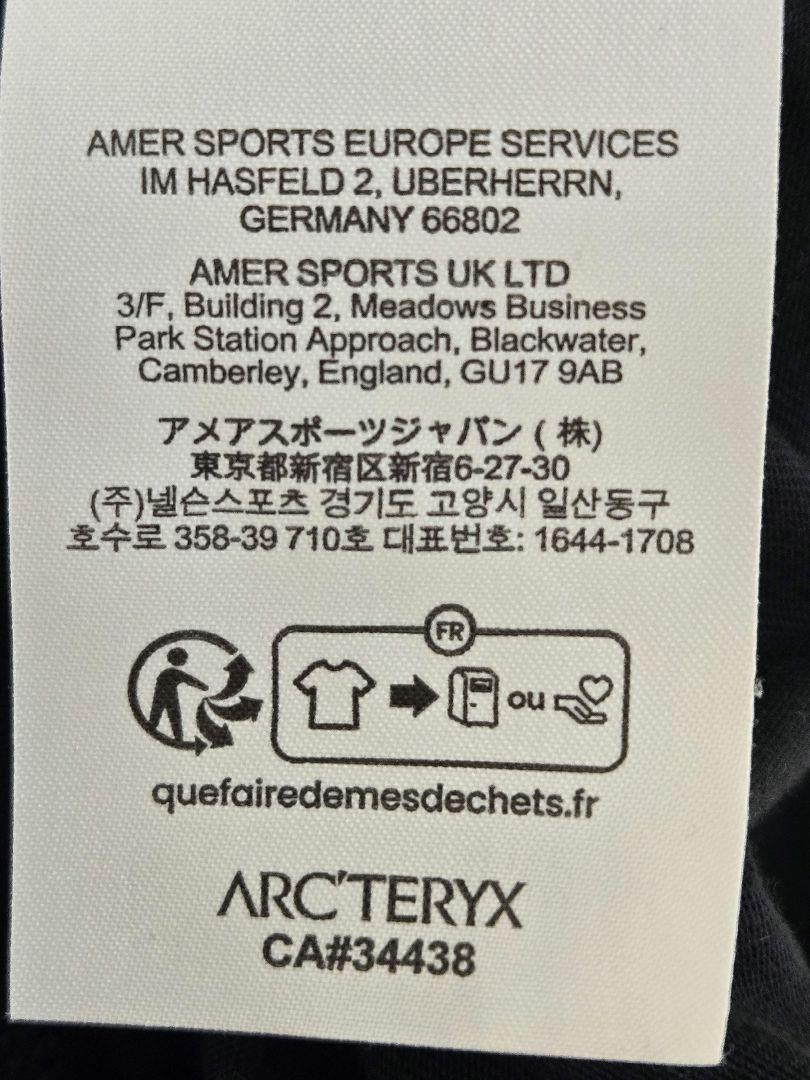 AMER SPORTS EUROPE SERVICES
IM HASFELD 2, UBERHERRN,
GERMANY 66802
AMER SPORTS UK LTD
3/F, Building 2, Meadows Business
Park Station Approach, Blackwater,
Camberley, England, GU17 9AB
アメアスポーツジャパン ( 株)
東京都新宿区新宿6-27-30
(주)넬슨스포츠 경기도 고양시 일산동구
호수로 358-39 710호 대표번호: 1644-1708
FR
ou
quefairedemesdechets.fr
ARC'TERYX
CA#34438